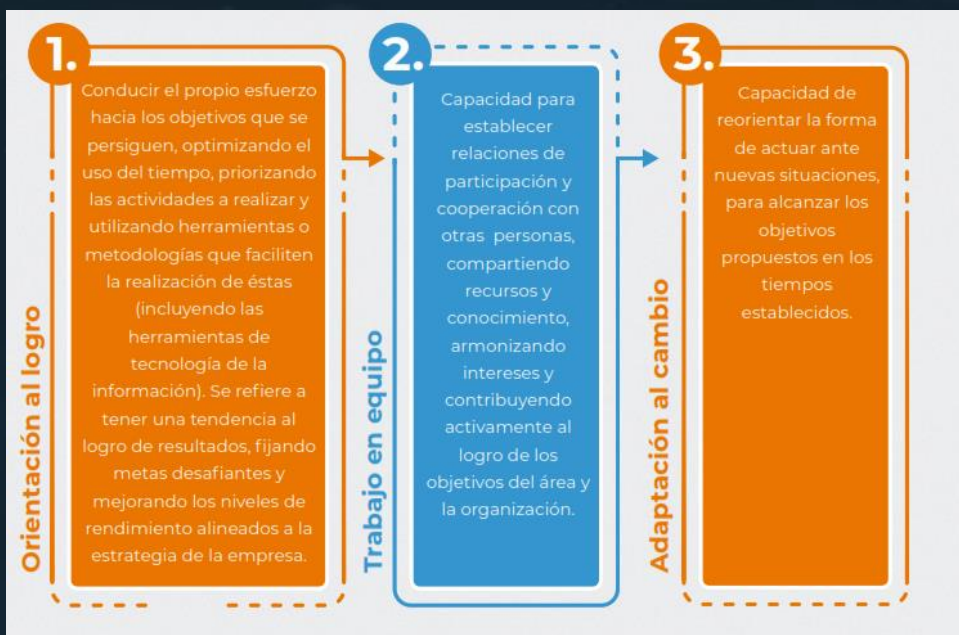 1.
Orientación al logro
Conducir el propio esfuerzo
hacia los objetivos que se
persiguen, optimizando el
uso del tiempo, priorizando
las actividades a realizar y
utilizando herramientas o
metodologías que faciliten
la realización de éstas
(incluyendo las
herramientas de
tecnología de la
información). Se refiere a
tener una tendencia al
logro de resultados, fijando
metas desafiantes y
mejorando los niveles de
rendimiento alineados a la
estrategia de la empresa.
2.
Trabajo en equipo
Capacidad para
establecer
relaciones de
participación y
cooperación con
otras personas,
compartiendo
recursos y
conocimiento,
armonizando
intereses y
contribuyendo
activamente al
logro de los
objetivos del área y
la organización.
3.
Adaptación al cambio
Capacidad de
reorientar la forma
de actuar ante
nuevas situaciones,
para alcanzar los
objetivos
propuestos en los
tiempos
establecidos.